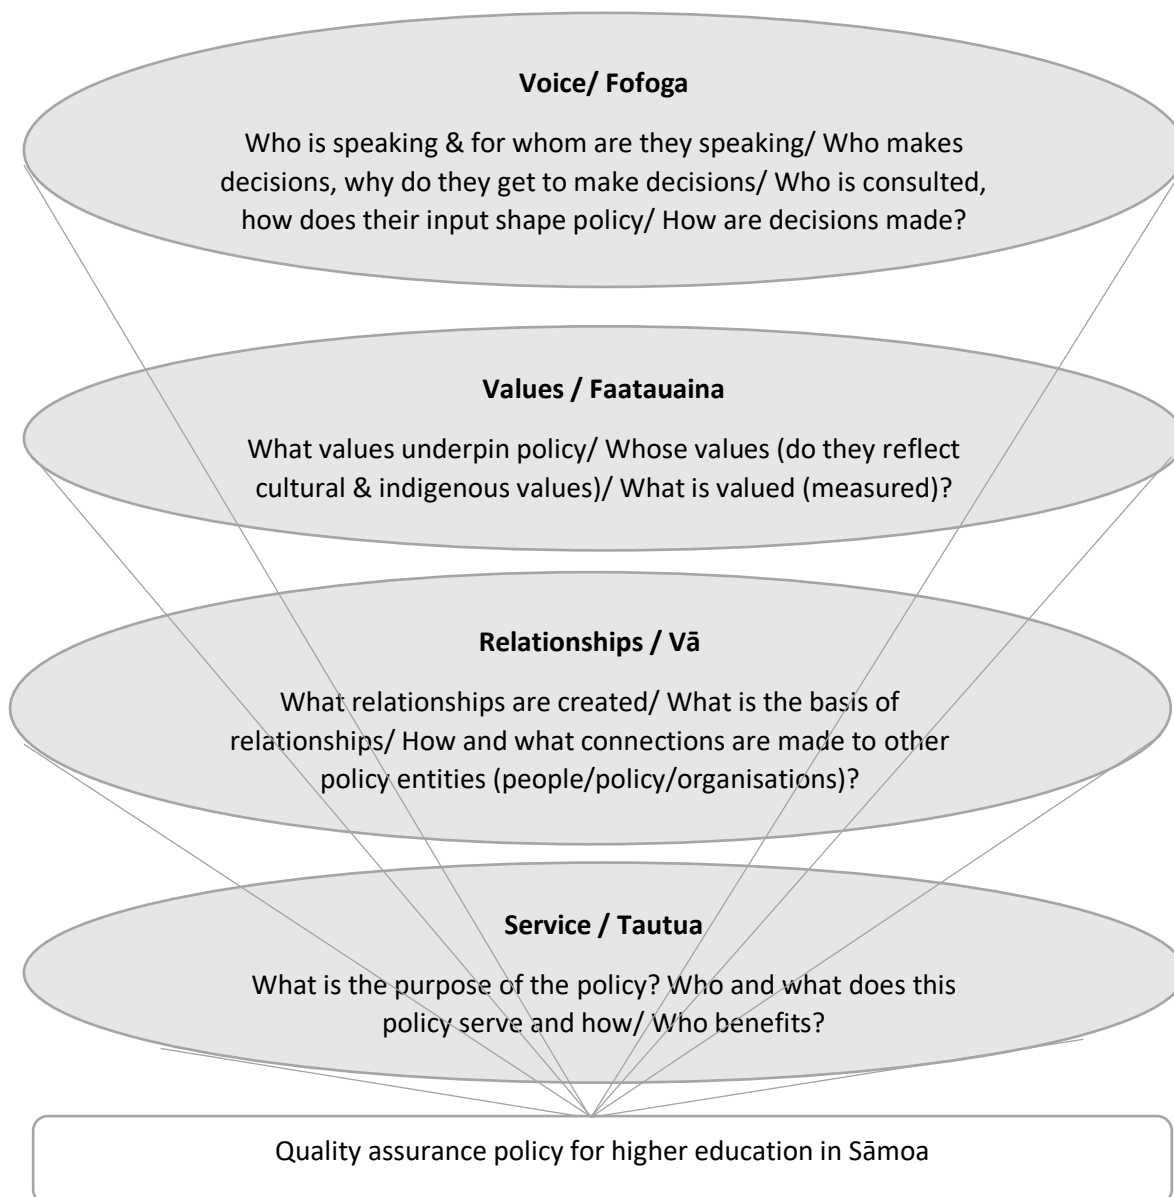 Voice/ Fofoga
Who is speaking & for whom are they speaking/ Who makes
decisions, why do they get to make decisions/ Who is consulted,
how does their input shape policy/ How are decisions made?
Values / Faatauaina
What values underpin policy/ Whose values (do they reflect
cultural & indigenous values)/ What is valued (measured)?
Relationships / Vā
What relationships are created/ What is the basis of
relationships/ How and what connections are made to other
policy entities (people/policy/organisations)?
Service / Tautua
What is the purpose of the policy? Who and what does this
policy serve and how/ Who benefits?
Quality assurance policy for higher education in Sāmoa